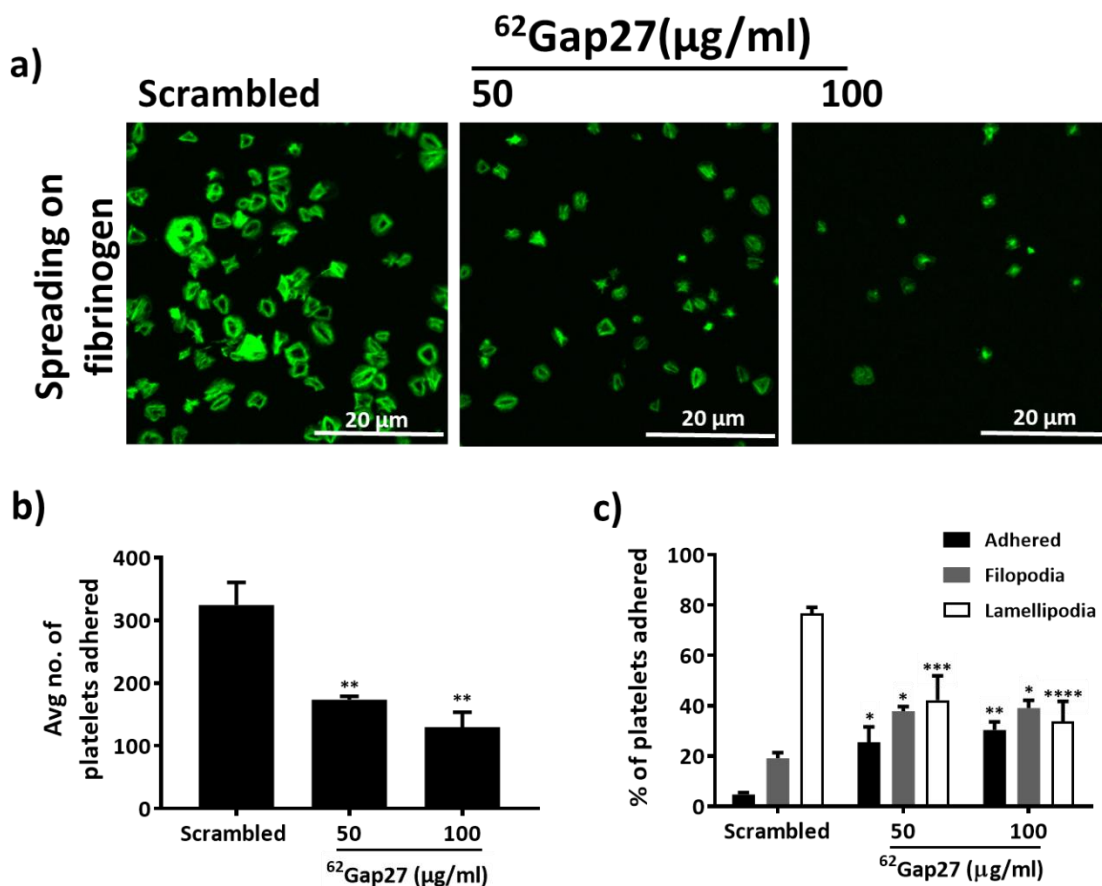 a)
⁶²Gap27(µg/ml)
Scrambled
50
100
Spreading on
fibrinogen
20 µm
20 µm
20 µm
b)
Avg no. of
platelets adhered
400
300
200
100
0
Scrambled
50
100
⁶²Gap27 (µg/ml)
**
**
c)
% of platelets adhered
100
80
60
40
20
0
Adhered
Filopodia
Lamellipodia
*
*
***
**
*
****
Scrambled
50
100
⁶²Gap27 (µg/ml)